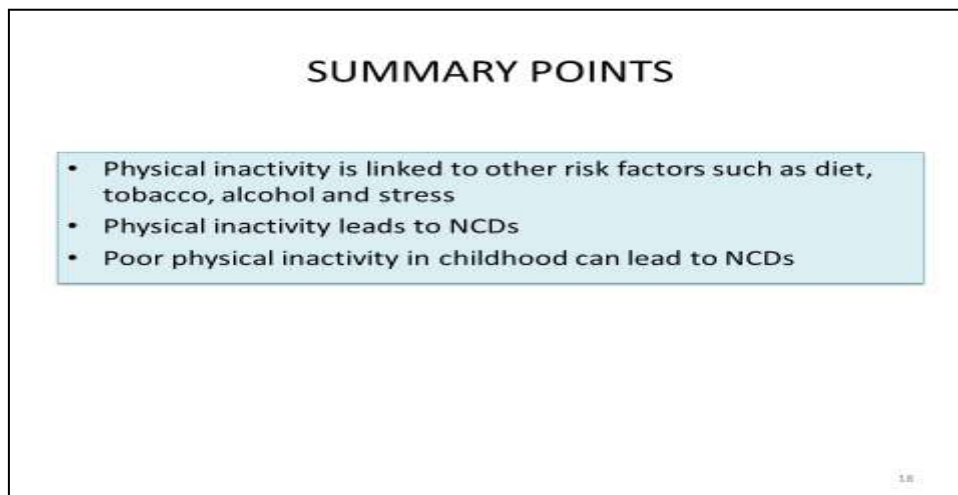 SUMMARY POINTS
• Physical inactivity is linked to other risk factors such as diet,
tobacco, alcohol and stress
• Physical inactivity leads to NCDs
• Poor physical inactivity in childhood can lead to NCDs
18